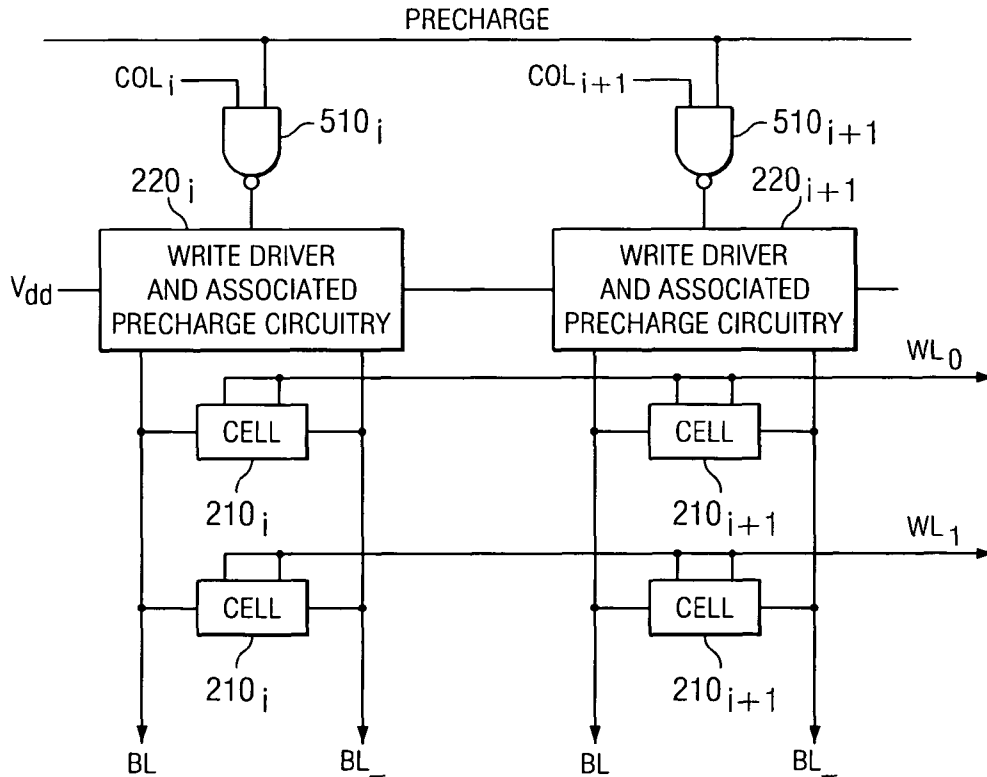 PRECHARGE
COLi
COLi+1
510i
510i+1
220i
220i+1
WRITE DRIVER
AND ASSOCIATED
PRECHARGE CIRCUITRY
WRITE DRIVER
AND ASSOCIATED
PRECHARGE CIRCUITRY
Vdd
WL0
CELL
CELL
210i
210i+1
WL1
CELL
CELL
210i
210i+1
BL
BL_
BL
BL_